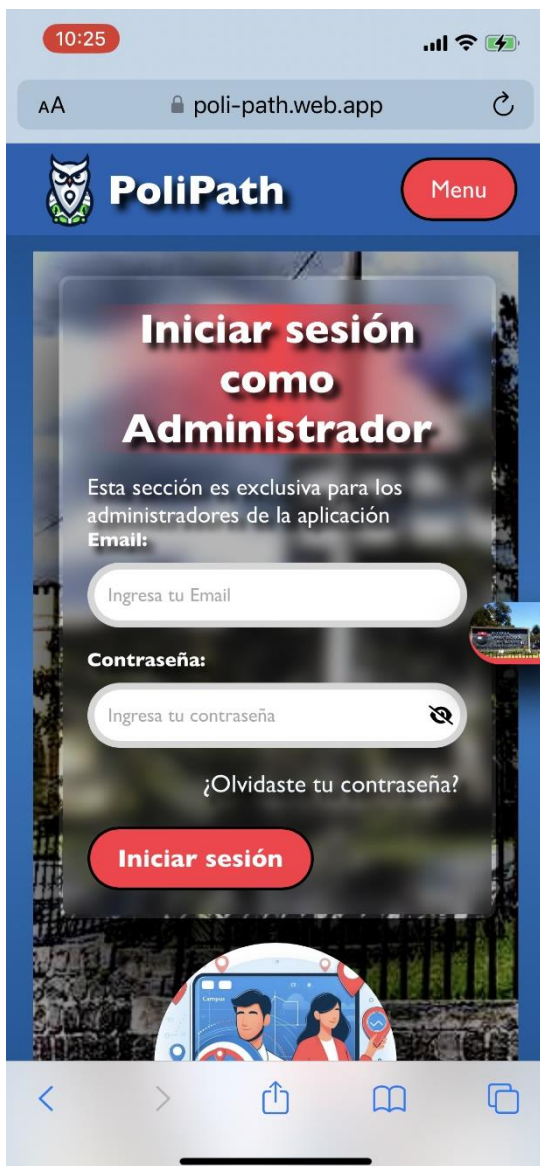 10:25
AA poli-path.web.app
PoliPath Menu
Iniciar sesión
como
Administrador
Esta sección es exclusiva para los
administradores de la aplicación
Email:
Ingresa tu Email
Contraseña:
Ingresa tu contraseña
¿Olvidaste tu contraseña?
Iniciar sesión
Campus